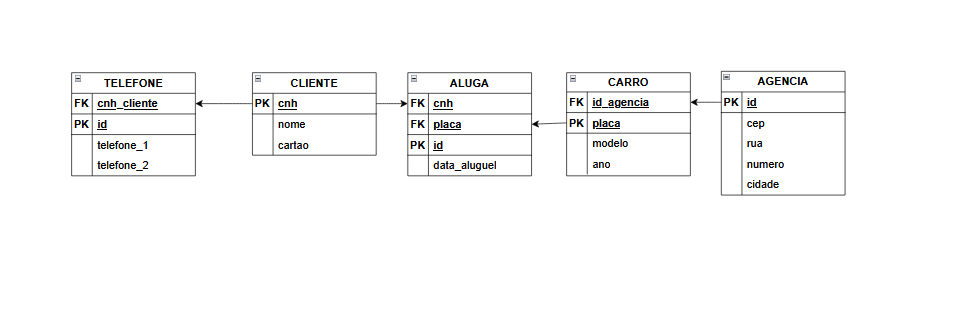 TELEFONE
FK cnh_cliente
PK id
telefone_1
telefone_2
CLIENTE
PK cnh
nome
cartao
ALUGA
FK cnh
FK placa
PK id
data_aluguel
CARRO
FK id_agencia
PK placa
modelo
ano
AGENCIA
PK id
cep
rua
numero
cidade